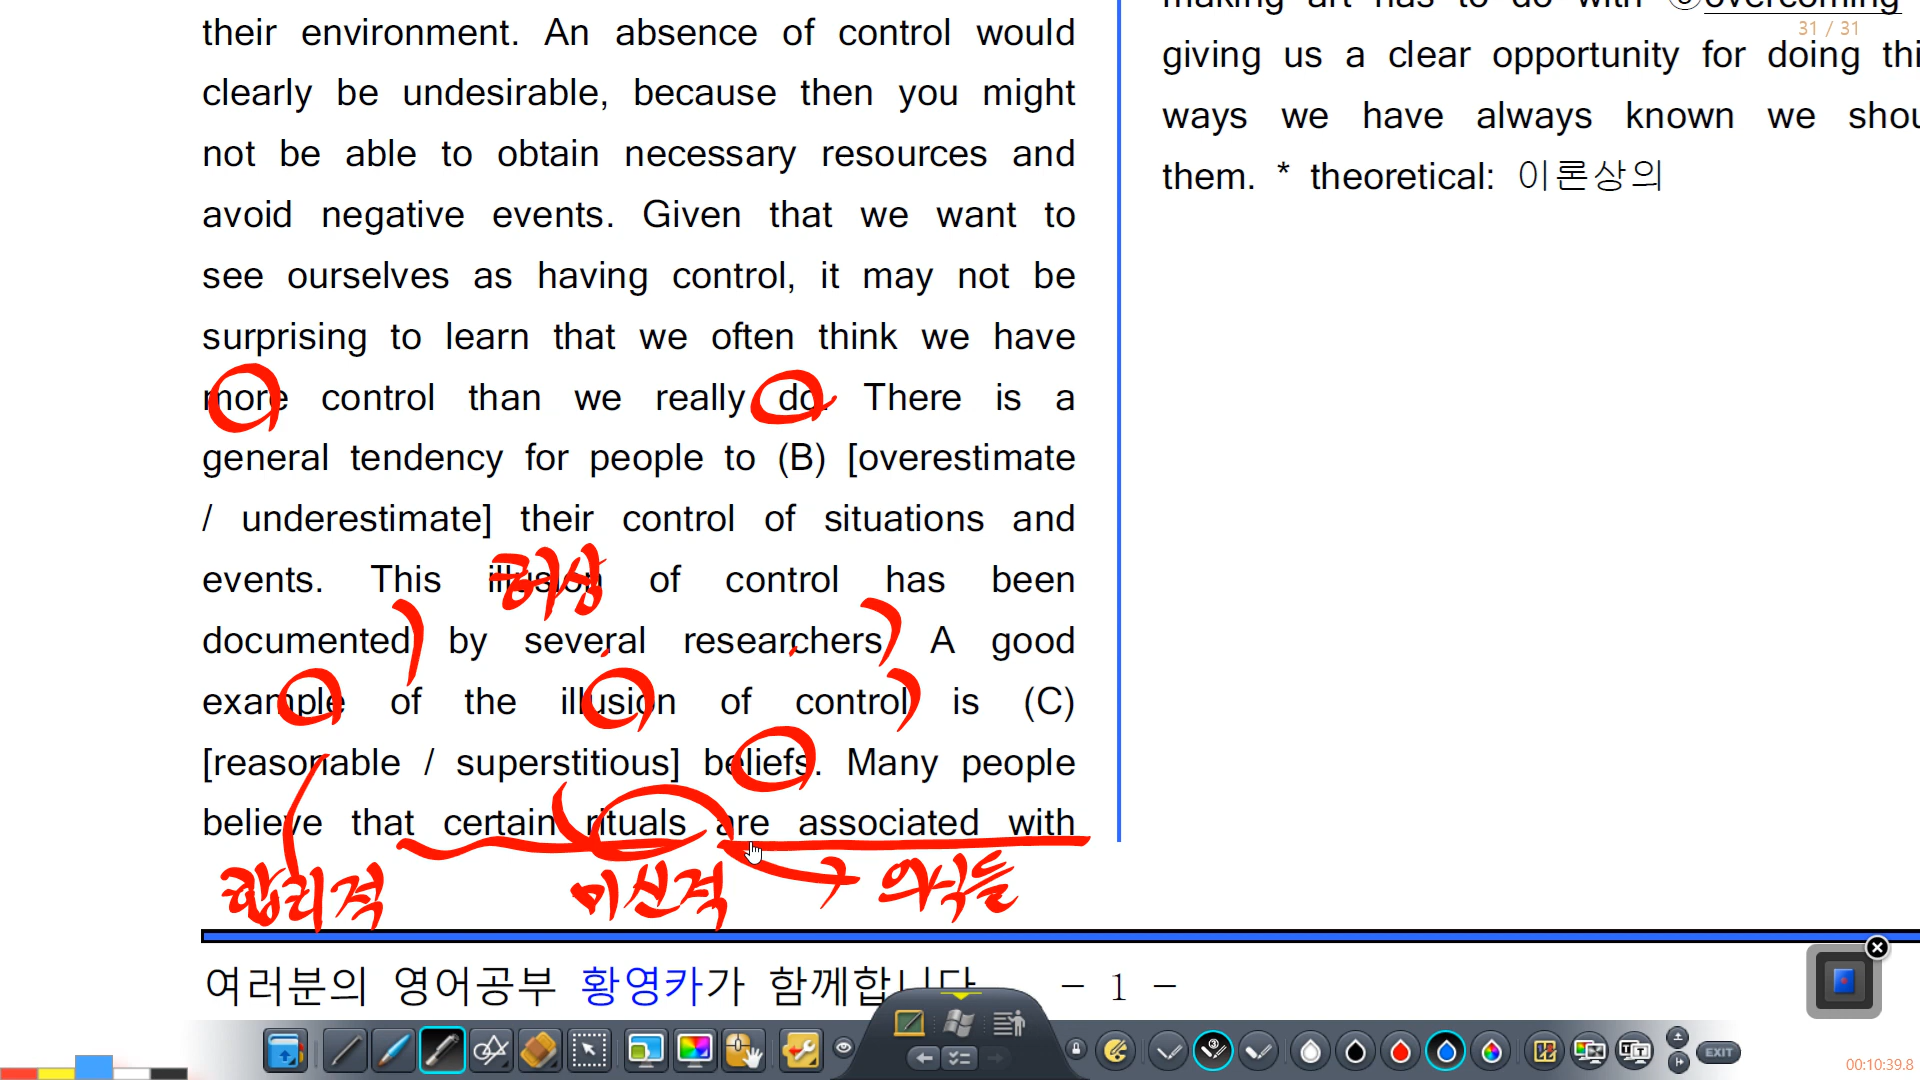 their environment. An absence of control would
clearly be undesirable, because then you might
not be able to obtain necessary resources and
avoid negative events. Given that we want to
see ourselves as having control, it may not be
surprising to learn that we often think we have
more control than we really do. There is a
general tendency for people to (B) [overestimate
/ underestimate] their control of situations and
events. This illusion of control has been
허상
documented by several researchers. A good
example of the illusion of control is (C)
[reasonable / superstitious] beliefs. Many people
believe that certain rituals are associated with
합리적 미신적 의식들
making art has to do with overcoming
31 / 31
giving us a clear opportunity for doing
ways we have always known we
them. * theoretical: 이론상의
여러분의 영어공부 황영카가 함께합니다
- 1 -
EXIT
00:10:39.8